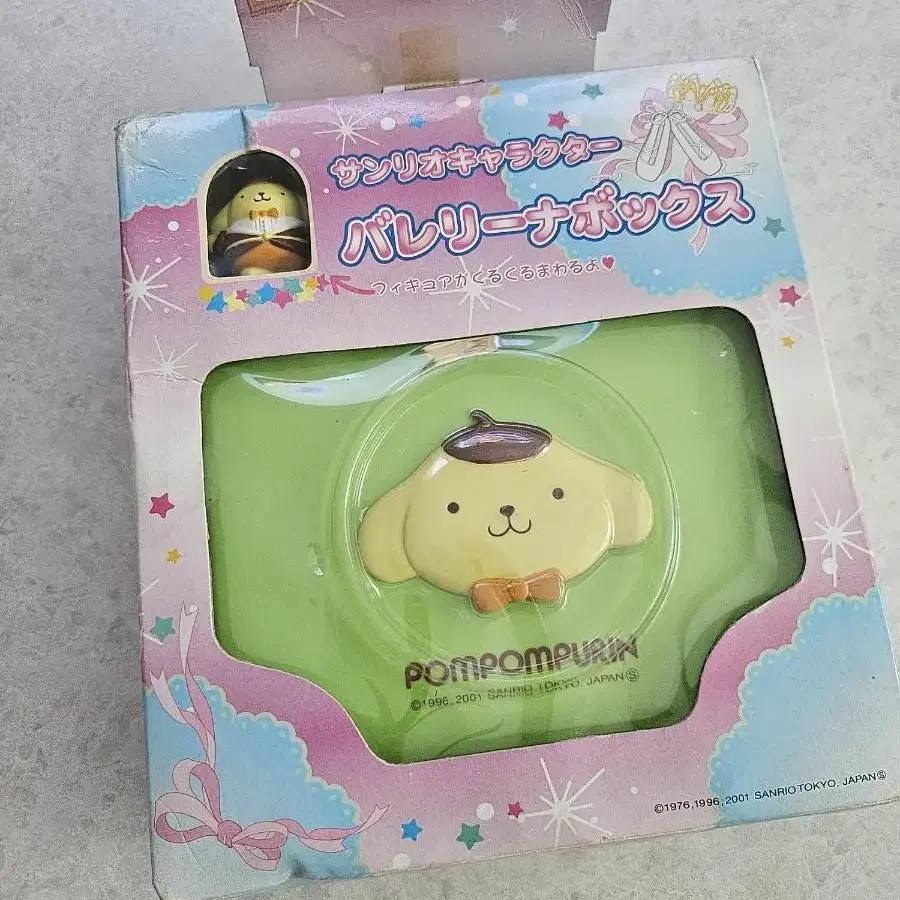 サンリオキャラクター
バレリーナボックス
フィギュアがくるくるまわるよ♥
POMPOMPURIN
©1996, 2001 SANRIO TOKYO, JAPAN Ⓢ
©1976, 1996, 2001 SANRIO TOKYO, JAPAN Ⓢ